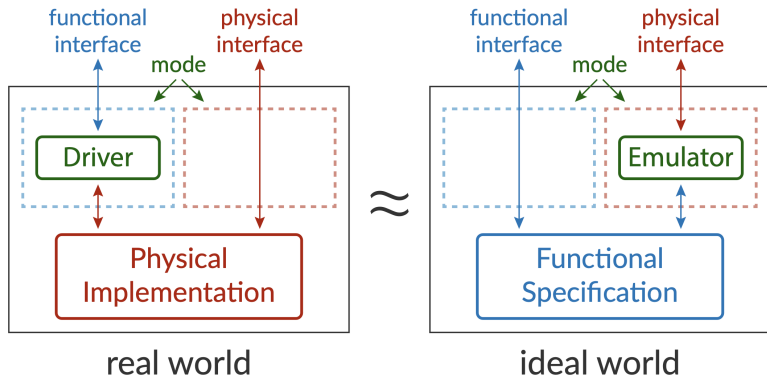 functional
interface
physical
interface
mode
Driver
Physical
Implementation
real world
≈
functional
interface
physical
interface
mode
Emulator
Functional
Specification
ideal world